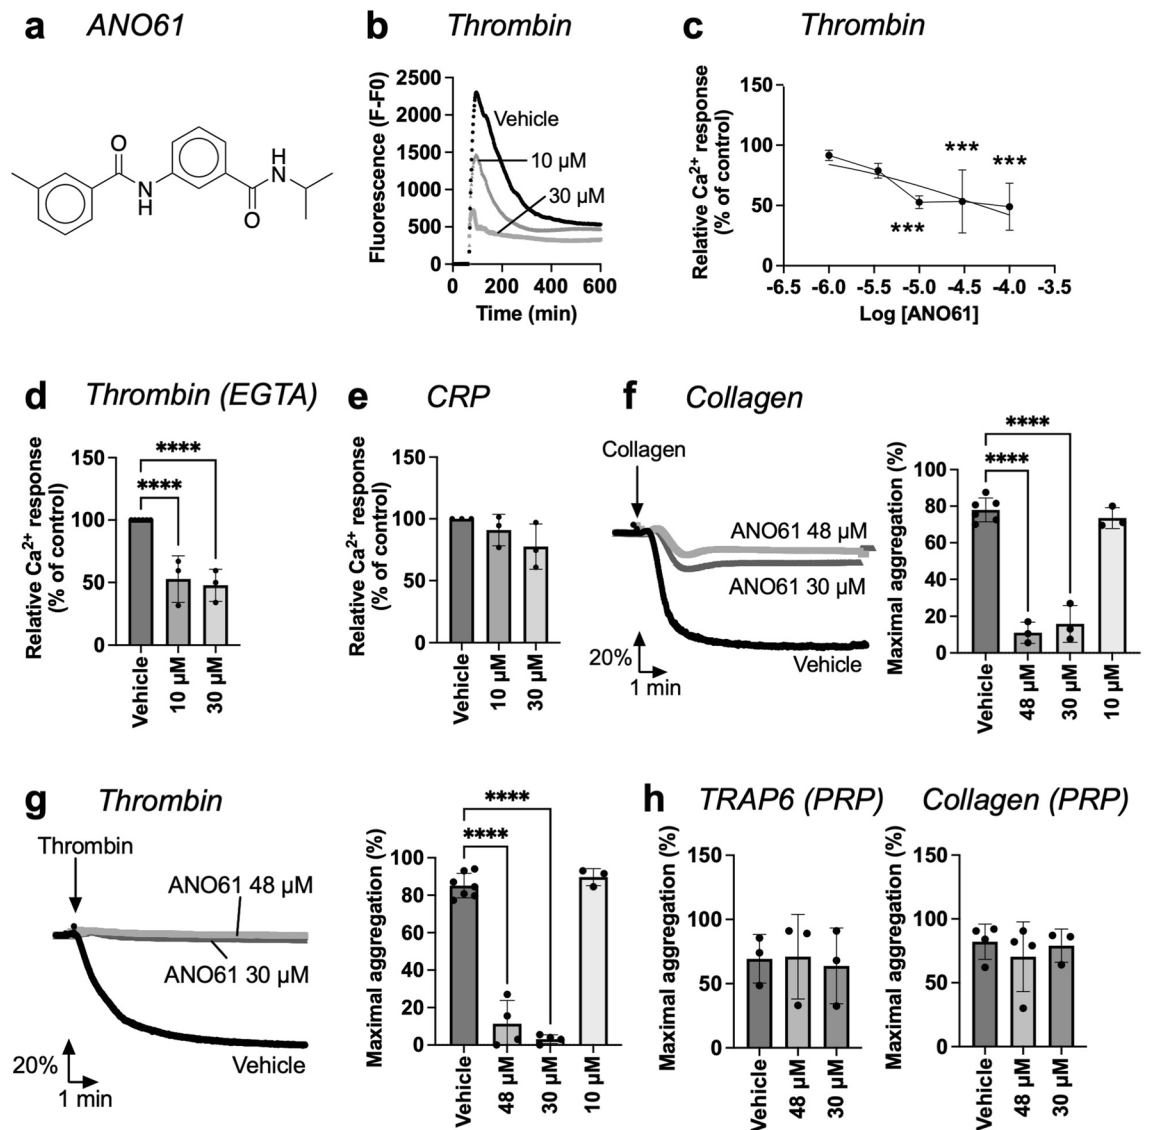 a ANO61
O
N
H
H
N
O
b Thrombin
Fluorescence (F-F0)
2500
2000
1500
1000
500
0
Vehicle
10 µM
30 µM
0 200 400 600
Time (min)
c Thrombin
Relative Ca2+ response
(% of control)
150
100
50
0
***
***
***
-6.5 -6.0 -5.5 -5.0 -4.5 -4.0 -3.5
Log [ANO61]
d Thrombin (EGTA)
Relative Ca2+ response
(% of control)
150
100
50
0
****
****
Vehicle
10 µM
30 µM
e CRP
Relative Ca2+ response
(% of control)
150
100
50
0
Vehicle
10 µM
30 µM
f Collagen
Collagen
ANO61 48 µM
ANO61 30 µM
Vehicle
20%
1 min
Maximal aggregation (%)
100
80
60
40
20
0
****
****
Vehicle
48 µM
30 µM
10 µM
g Thrombin
Thrombin
ANO61 48 µM
ANO61 30 µM
Vehicle
20%
1 min
Maximal aggregation (%)
100
80
60
40
20
0
****
****
Vehicle
48 µM
30 µM
10 µM
h TRAP6 (PRP)
Maximal aggregation (%)
150
100
50
0
Vehicle
48 µM
30 µM
Collagen (PRP)
Maximal aggregation (%)
150
100
50
0
Vehicle
48 µM
30 µM